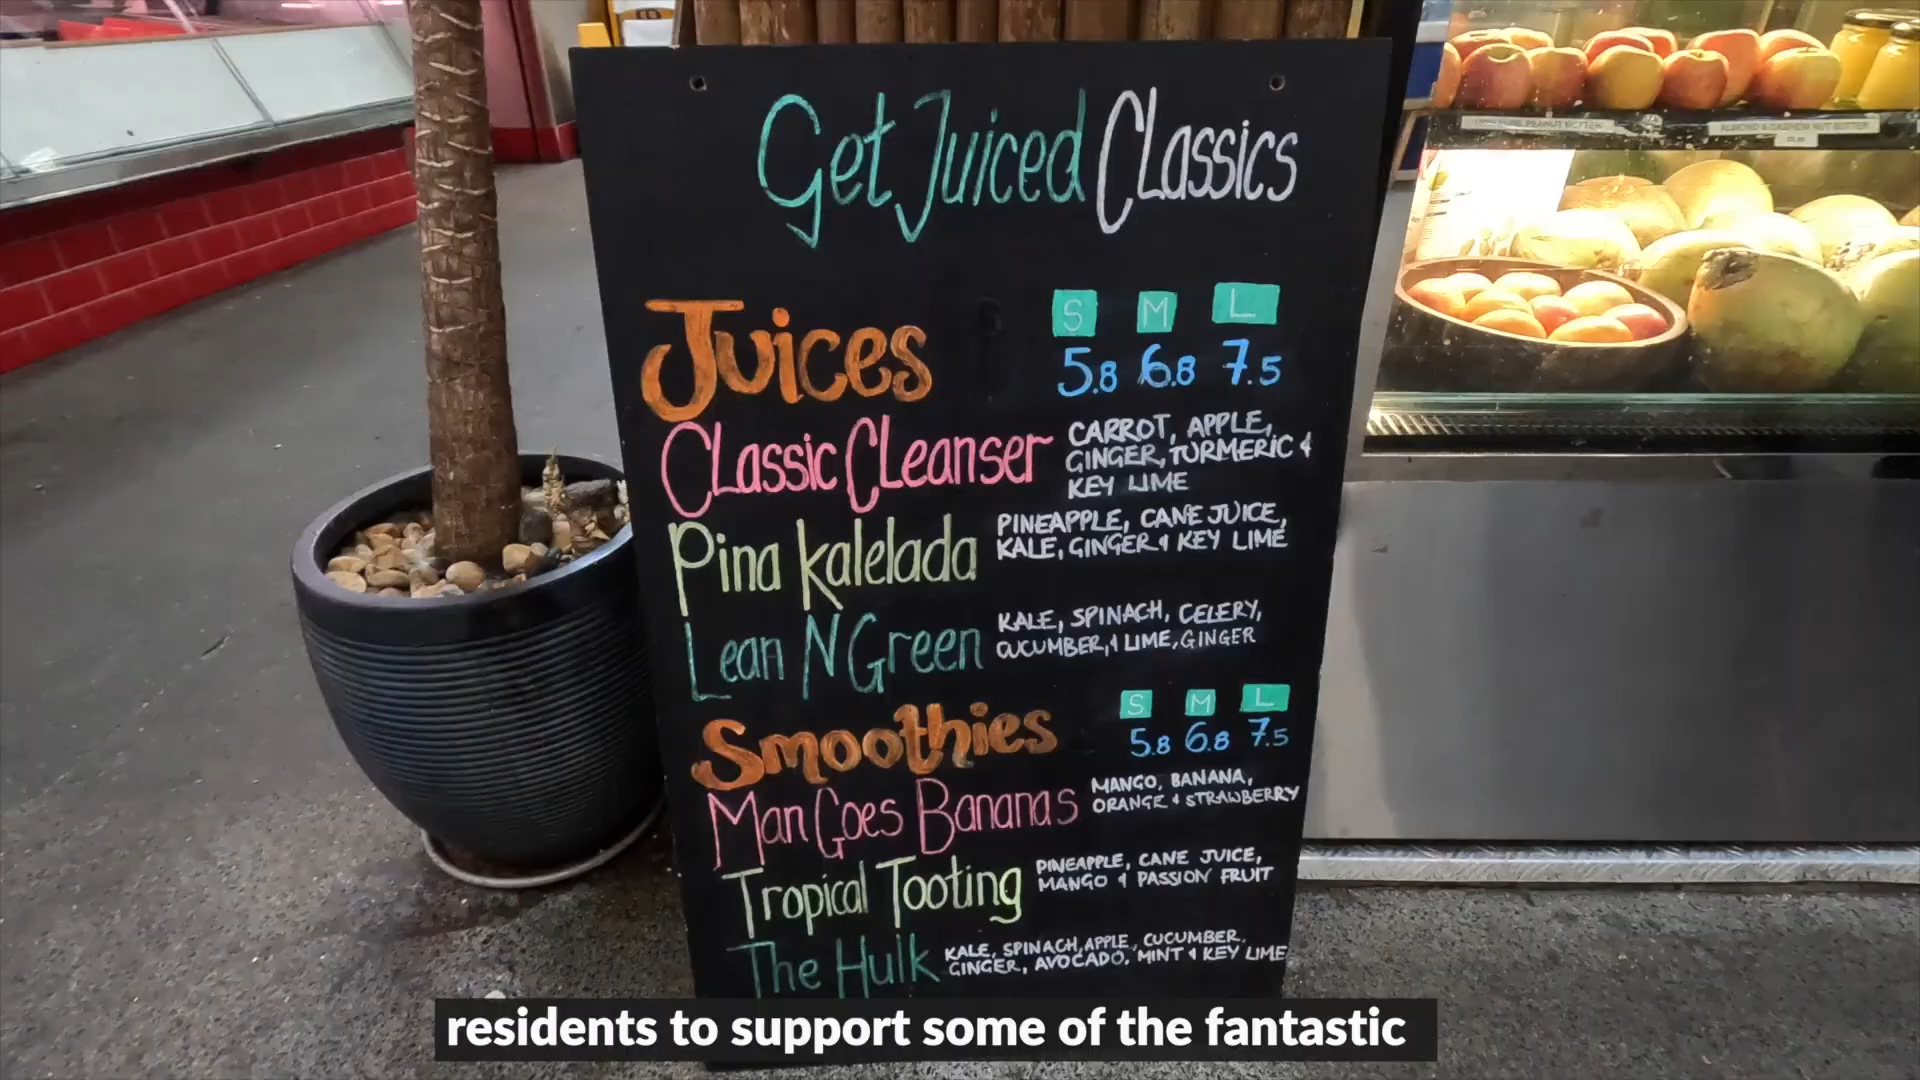 Get Juiced Classics
Juices
S M L
5.8 6.8 7.5
Classic Cleanser
CARROT, APPLE,
GINGER, TURMERIC &
KEY LIME
Pina Kalelada
PINEAPPLE, CANE JUICE,
KALE, GINGER & KEY LIME
Lean N Green
KALE, SPINACH, CELERY,
CUCUMBER, & LIME, GINGER
Smoothies
S M L
5.8 6.8 7.5
Man Goes Bananas
MANGO, BANANA,
ORANGE & STRAWBERRY
Tropical Tooting
PINEAPPLE, CANE JUICE,
MANGO & PASSION FRUIT
The Hulk
KALE, SPINACH, APPLE, CUCUMBER,
GINGER, AVOCADO, MINT & KEY LIME
residents to support some of the fantastic